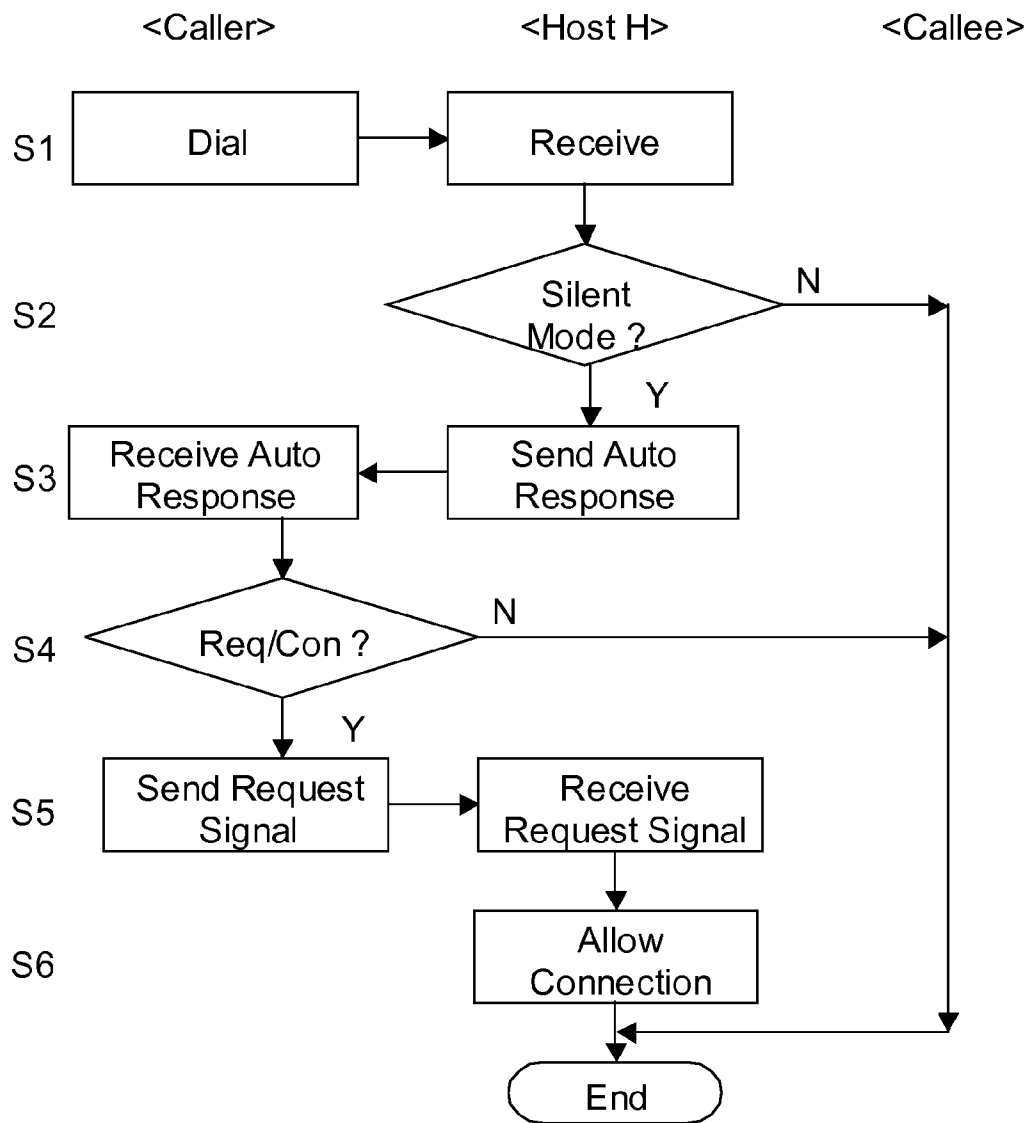 <Caller> <Host H> <Callee>
S1 Dial Receive
S2 Silent
Mode ?
N
Y
S3 Receive Auto
Response
Send Auto
Response
S4 Req/Con ?
N
Y
S5 Send Request
Signal
Receive
Request Signal
S6 Allow
Connection
End